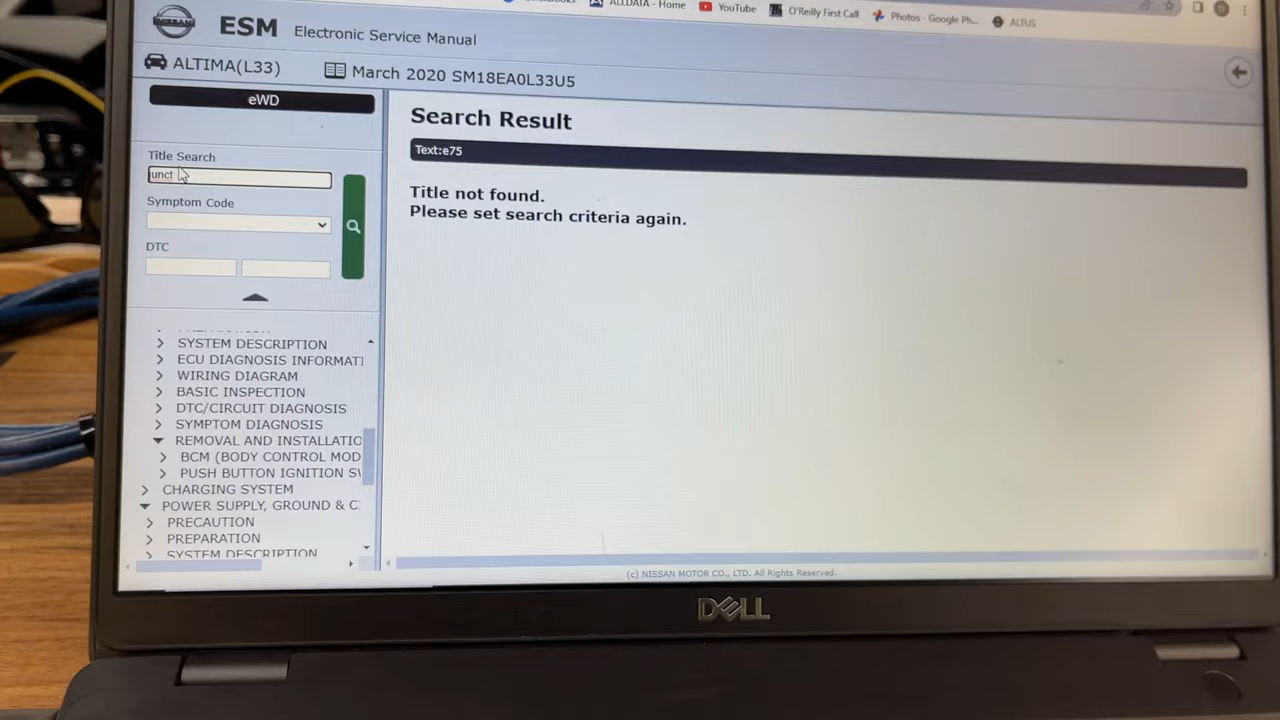 ALLDATA - Home
YouTube
O'Reilly First Call
Photos - Google Ph...
ALTUS
NISSAN
ESM
Electronic Service Manual
ALTIMA(L33)
March 2020 SM18EA0L33U5
eWD
Title Search
unct
Symptom Code
DTC
SYSTEM DESCRIPTION
ECU DIAGNOSIS INFORMATI
WIRING DIAGRAM
BASIC INSPECTION
DTC/CIRCUIT DIAGNOSIS
SYMPTOM DIAGNOSIS
REMOVAL AND INSTALLATIO
BCM (BODY CONTROL MOD
PUSH BUTTON IGNITION S
CHARGING SYSTEM
POWER SUPPLY, GROUND & C
PRECAUTION
PREPARATION
SYSTEM DESCRIPTION
Search Result
Text:e75
Title not found.
Please set search criteria again.
(c) NISSAN MOTOR CO., LTD. All Rights Reserved.
DELL